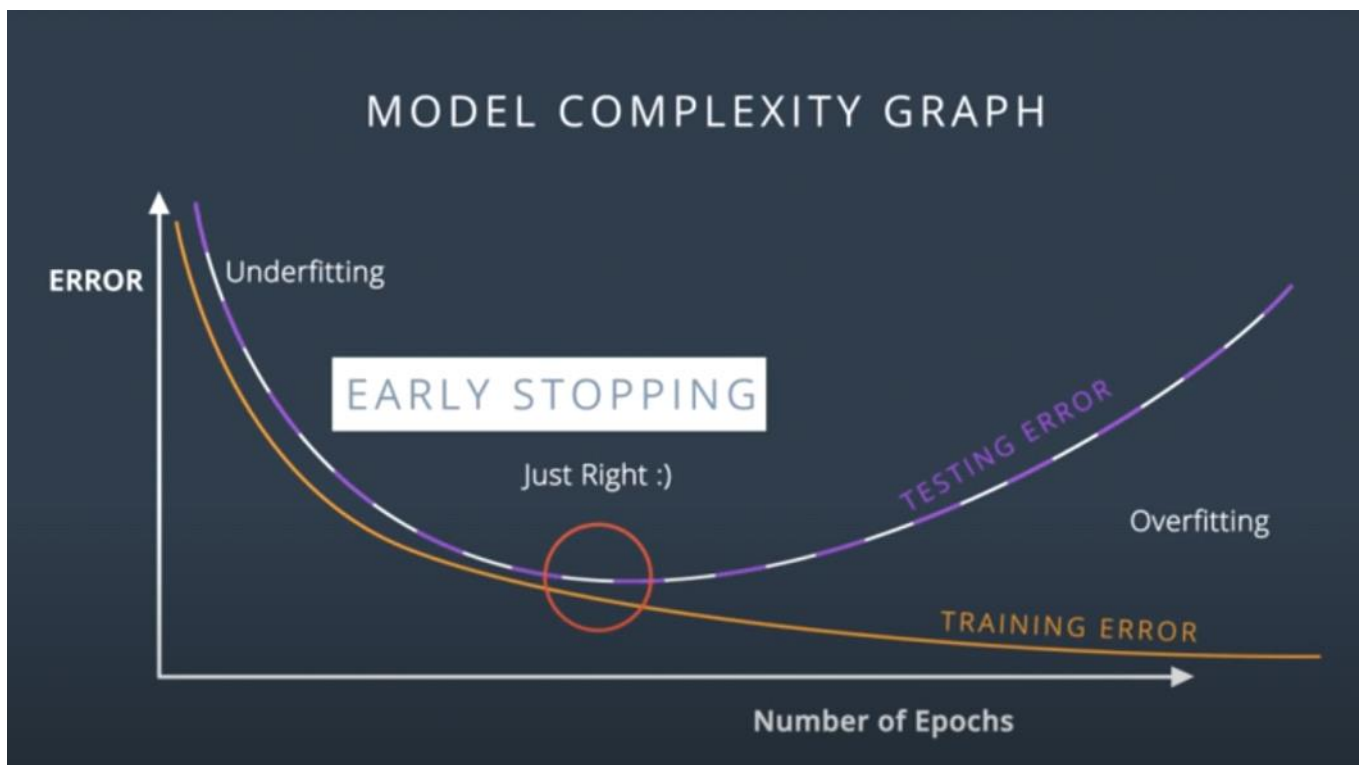 MODEL COMPLEXITY GRAPH
ERROR
Underfitting
EARLY STOPPING
Just Right :)
TESTING ERROR
Overfitting
TRAINING ERROR
Number of Epochs